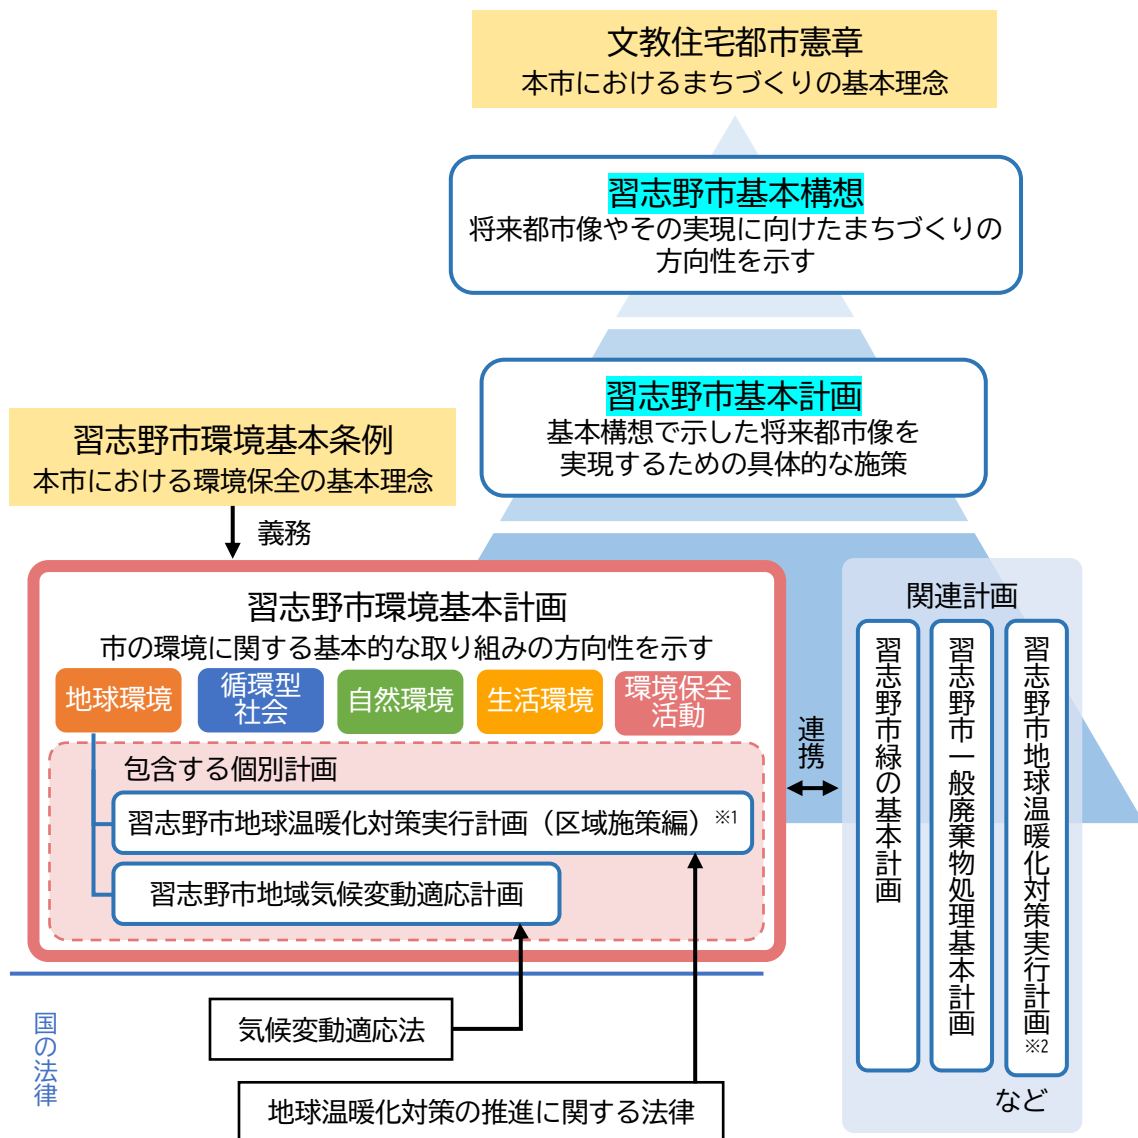 文教住宅都市憲章
本市におけるまちづくりの基本理念
習志野市基本構想
将来都市像やその実現に向けたまちづくりの
方向性を示す
習志野市基本計画
基本構想で示した将来都市像を
実現するための具体的な施策
習志野市環境基本条例
本市における環境保全の基本理念
義務
習志野市環境基本計画
市の環境に関する基本的な取り組みの方向性を示す
地球環境
循環型
社会
自然環境
生活環境
環境保全
活動
包含する個別計画
習志野市地球温暖化対策実行計画（区域施策編）※1
習志野市地域気候変動適応計画
連携
関連計画
習志野市緑の基本計画
習志野市一般廃棄物処理基本計画
習志野市地球温暖化対策実行計画※2
など
国の法律
気候変動適応法
地球温暖化対策の推進に関する法律